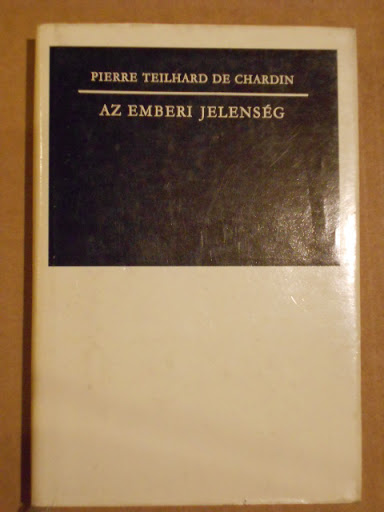 PIERRE TEILHARD DE CHARDIN
AZ EMBERI JELENSÉG